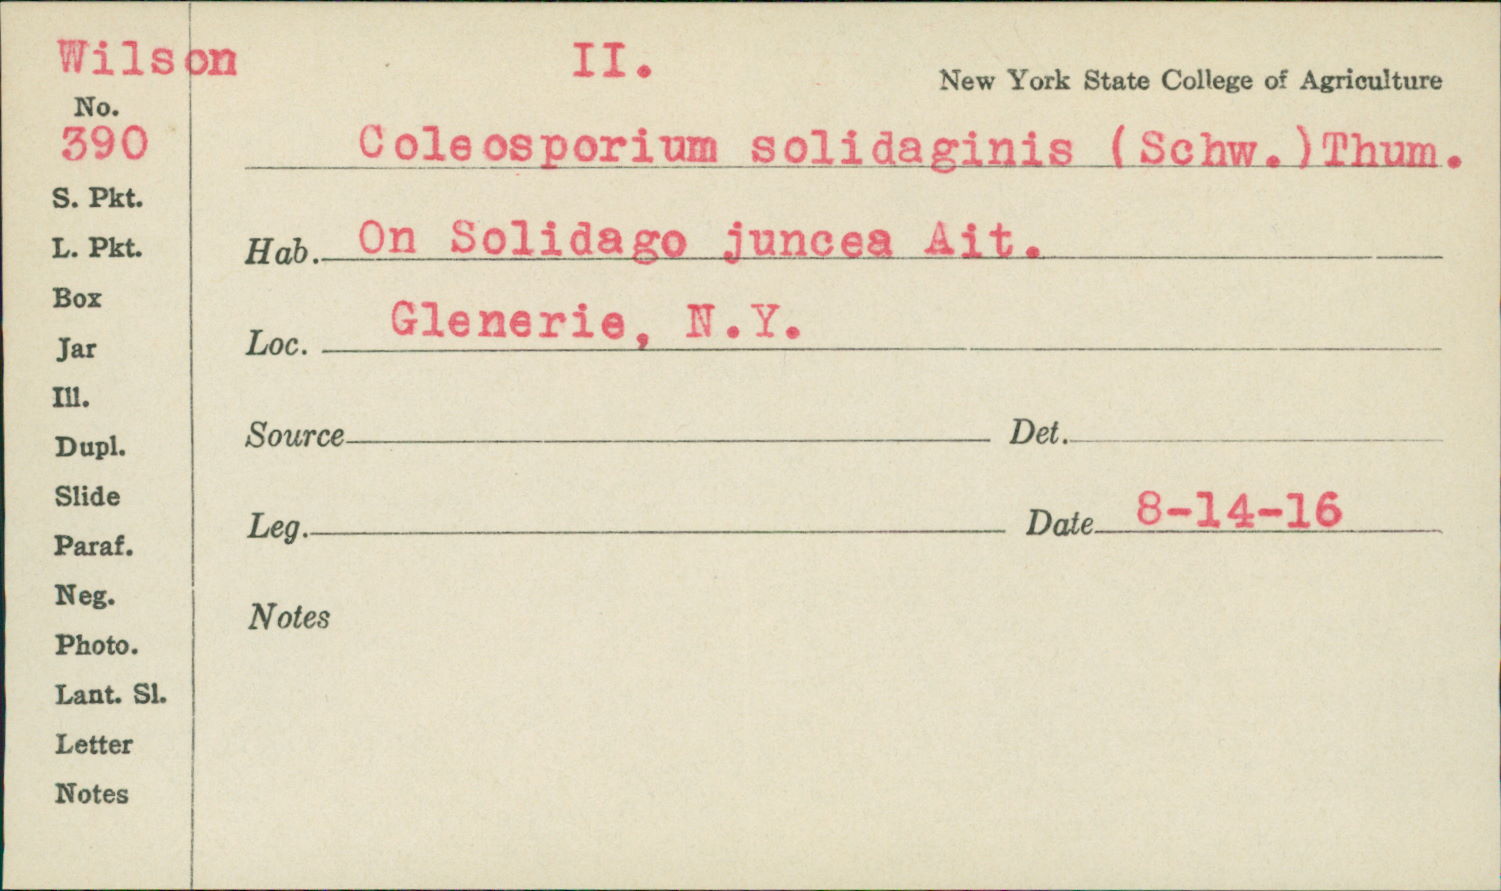 Wilson II. New York State College of Agriculture
No.
390 Coleosporium solidaginis (Schw.)Thum.
S. Pkt.
L. Pkt. Hab. On Solidago juncea Ait.
Box
Jar Loc. Glenerie, N.Y.
Ill.
Dupl. Source Det.
Slide
Paraf. Leg. Date 8-14-16
Neg.
Photo. Notes
Lant. Sl.
Letter
Notes